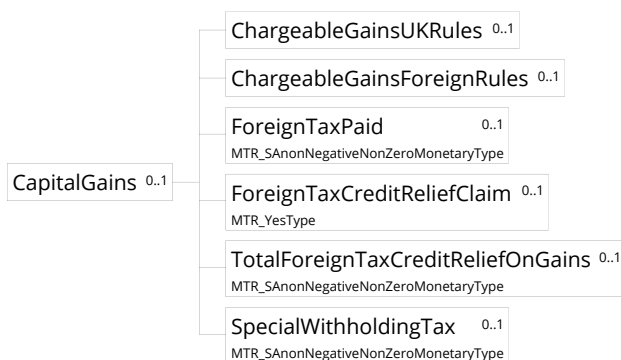 ChargeableGainsUKRules 0..1
ChargeableGainsForeignRules 0..1
ForeignTaxPaid 0..1
MTR_SAnonNegativeNonZeroMonetaryType
CapitalGains 0..1
ForeignTaxCreditReliefClaim 0..1
MTR_YesType
TotalForeignTaxCreditReliefOnGains 0..1
MTR_SAnonNegativeNonZeroMonetaryType
SpecialWithholdingTax 0..1
MTR_SAnonNegativeNonZeroMonetaryType